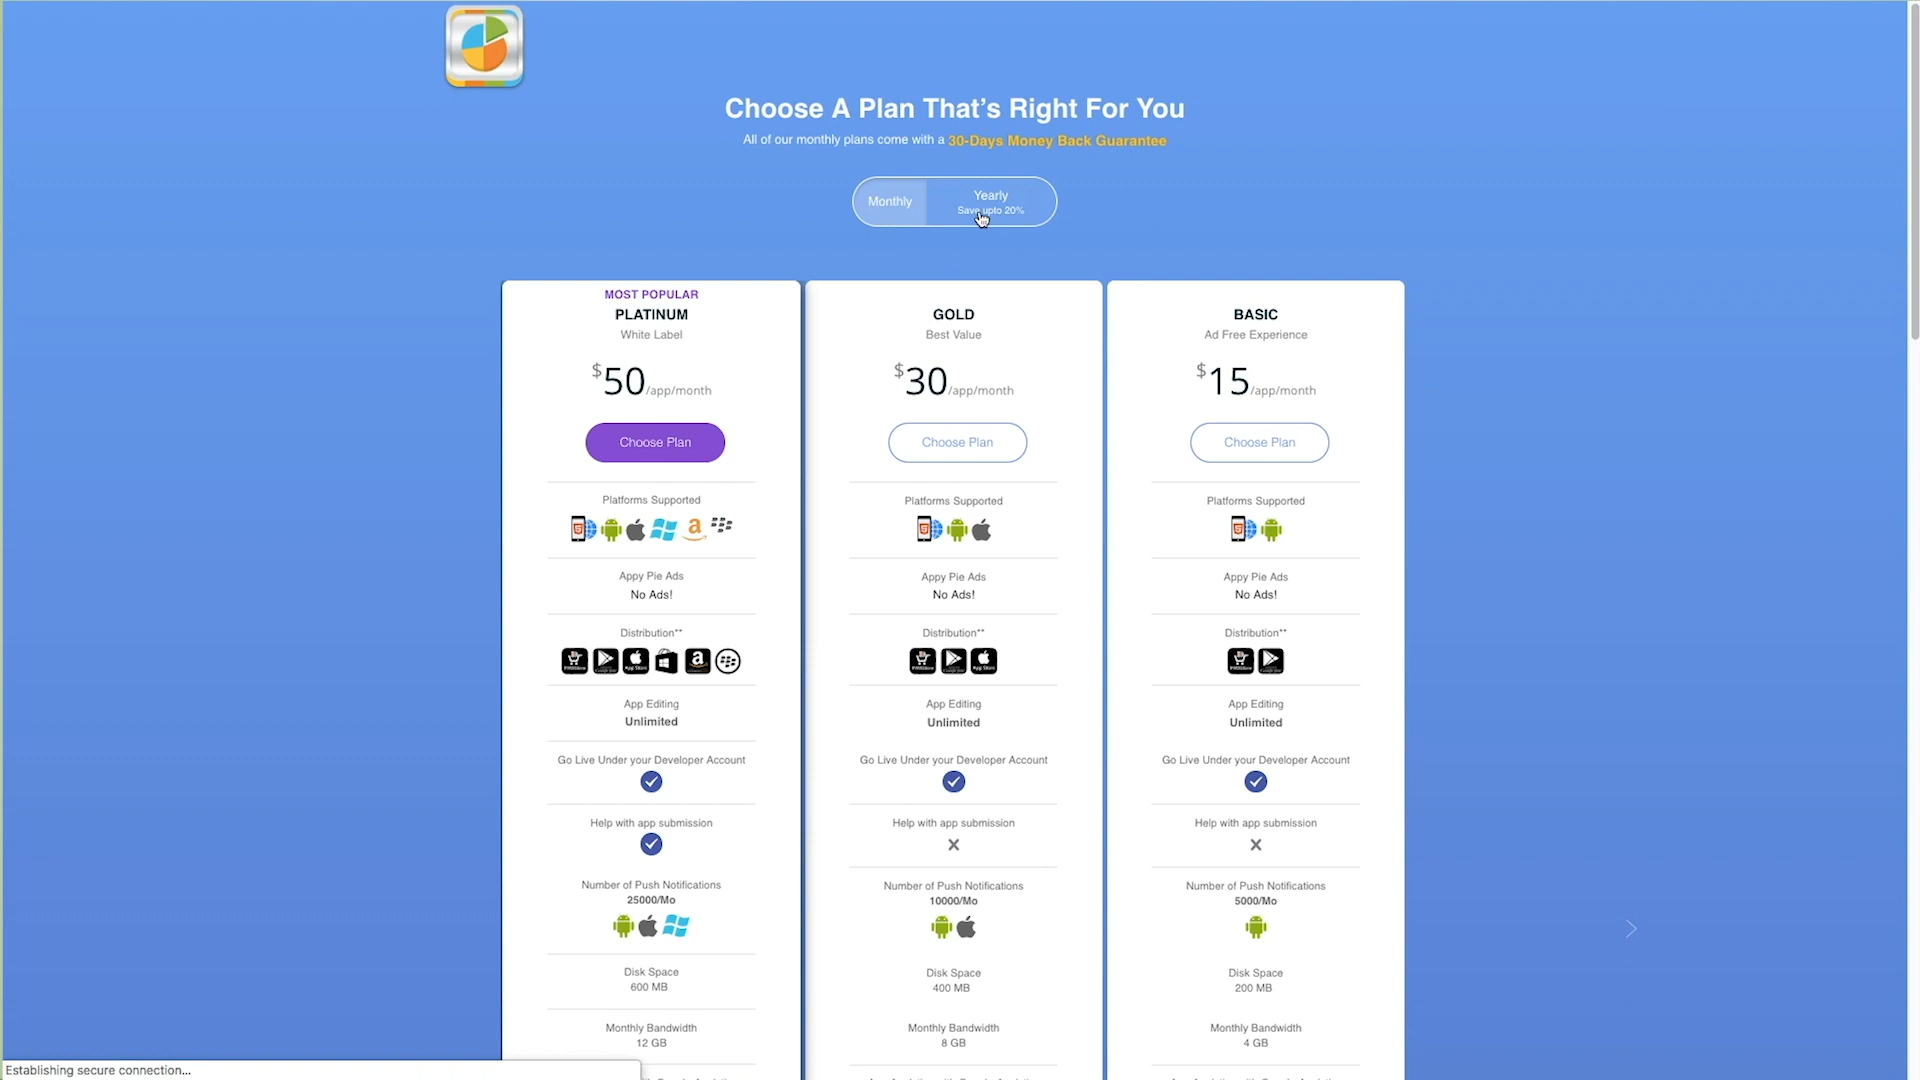 Choose A Plan That's Right For You
All of our monthly plans come with a 30-Days Money Back Guarantee
Monthly
Yearly
Save upto 20%
MOST POPULAR
PLATINUM
White Label
$50/app/month
Choose Plan
Platforms Supported
Appy Pie Ads
No Ads!
Distribution**
App Editing
Unlimited
Go Live Under your Developer Account
Help with app submission
Number of Push Notifications
25000/Mo
Disk Space
600 MB
Monthly Bandwidth
12 GB
GOLD
Best Value
$30/app/month
Choose Plan
Platforms Supported
Appy Pie Ads
No Ads!
Distribution**
App Editing
Unlimited
Go Live Under your Developer Account
Help with app submission
Number of Push Notifications
10000/Mo
Disk Space
400 MB
Monthly Bandwidth
8 GB
BASIC
Ad Free Experience
$15/app/month
Choose Plan
Platforms Supported
Appy Pie Ads
No Ads!
Distribution**
App Editing
Unlimited
Go Live Under your Developer Account
Help with app submission
Number of Push Notifications
5000/Mo
Disk Space
200 MB
Monthly Bandwidth
4 GB
Establishing secure connection...